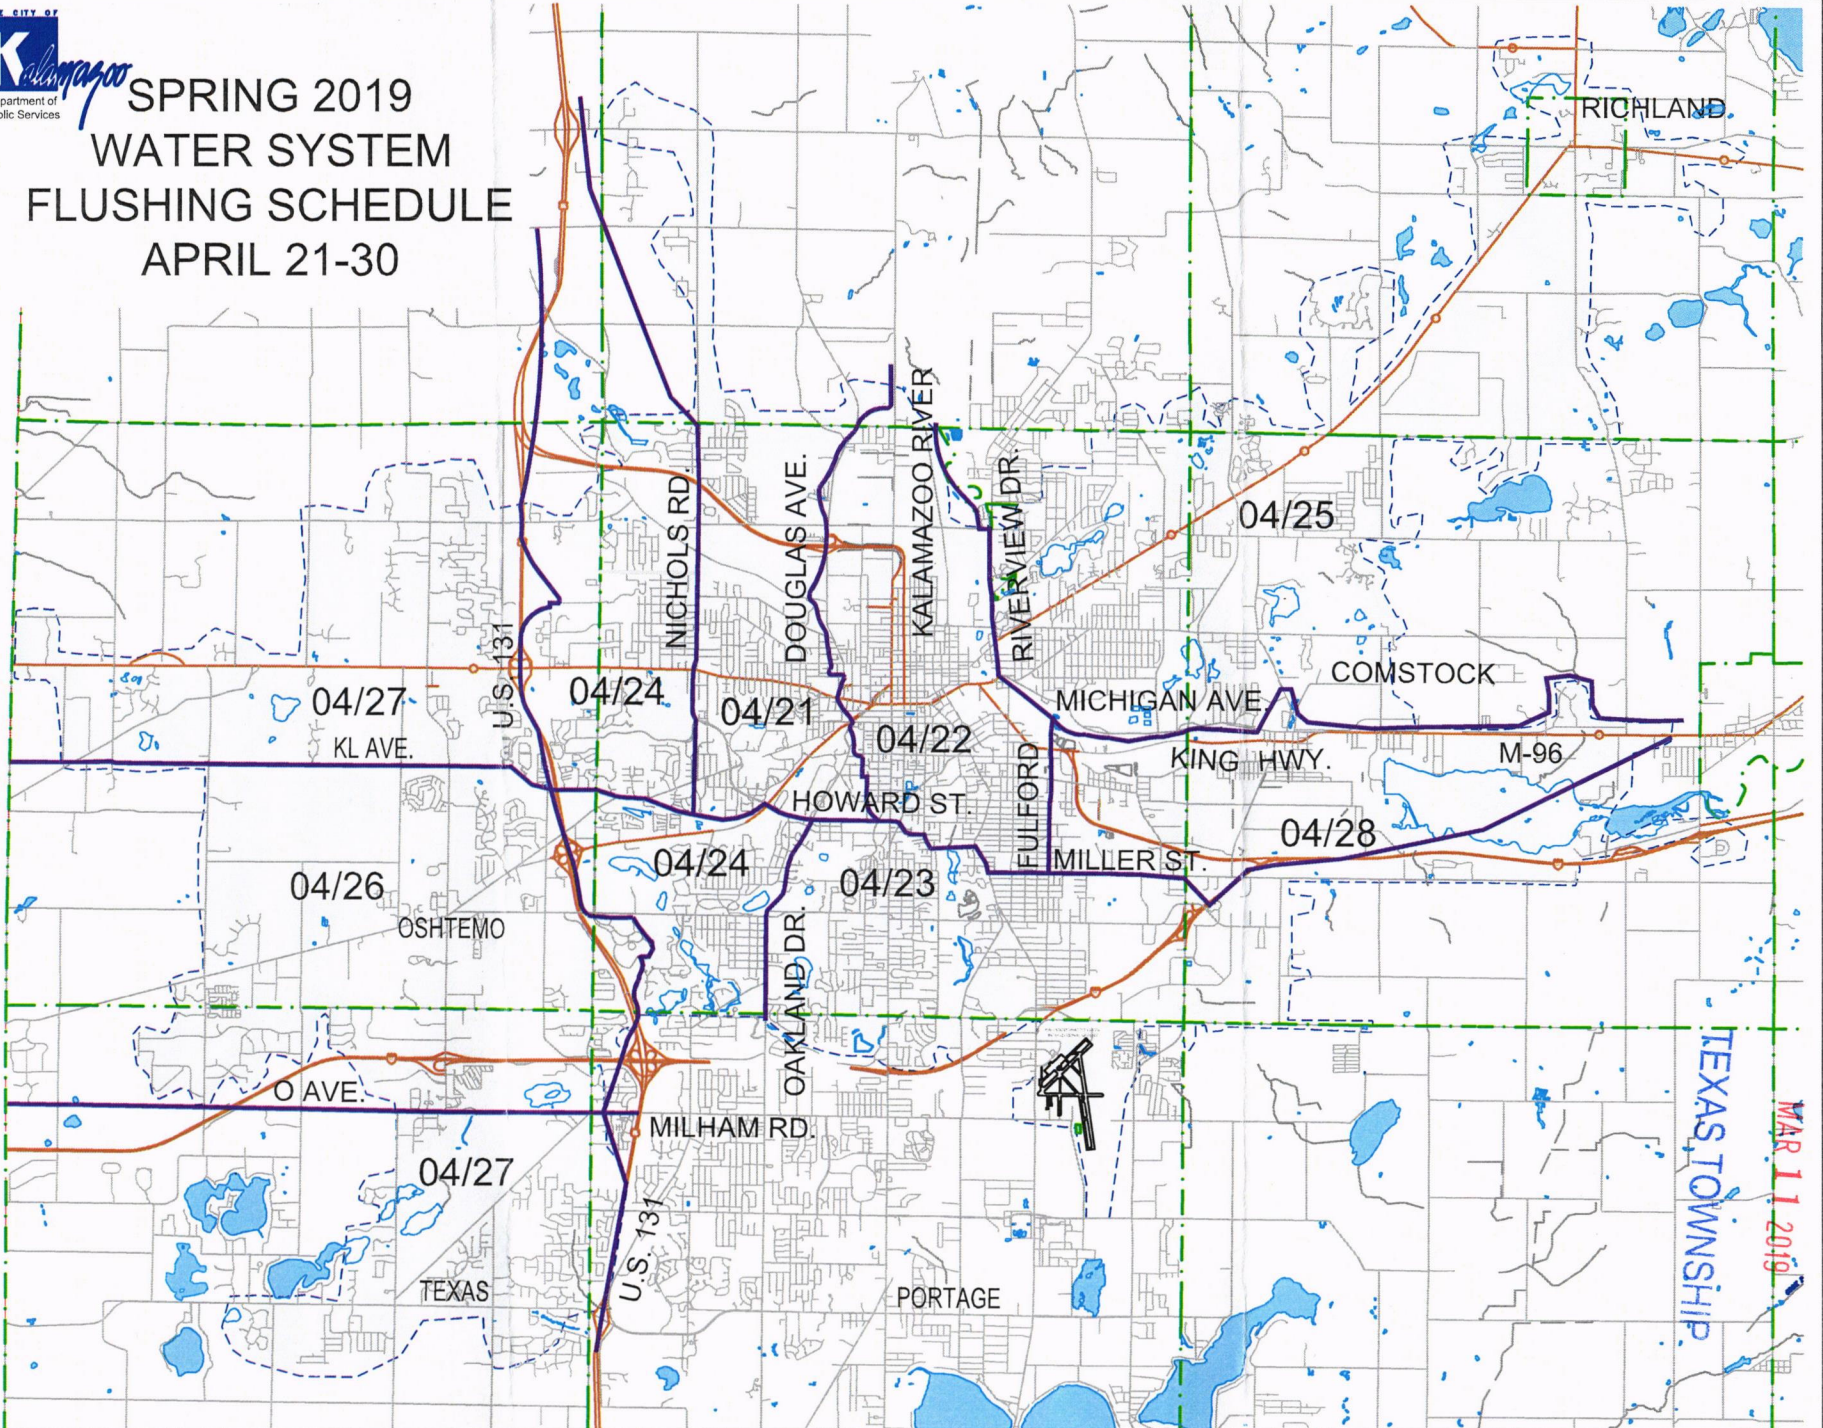 CITY OF
Kalamazoo
partment of
olic Services
SPRING 2019
WATER SYSTEM
FLUSHING SCHEDULE
APRIL 21-30
RICHLAND
KALAMAZOO RIVER
NICHOLS RD.
DOUGLAS AVE.
RIVERVIEW DR.
04/25
U.S. 131
04/27
04/24
04/21
04/22
MICHIGAN AVE.
COMSTOCK
KL AVE.
KING HWY.
M-96
HOWARD ST.
FULFORD
04/28
MILLER ST.
04/26
04/24
04/23
OSHTEMO
OAKLAND DR.
O AVE.
MILHAM RD.
04/27
U.S. 131
TEXAS
PORTAGE
TEXAS TOWNSHIP
MAR 11 2019